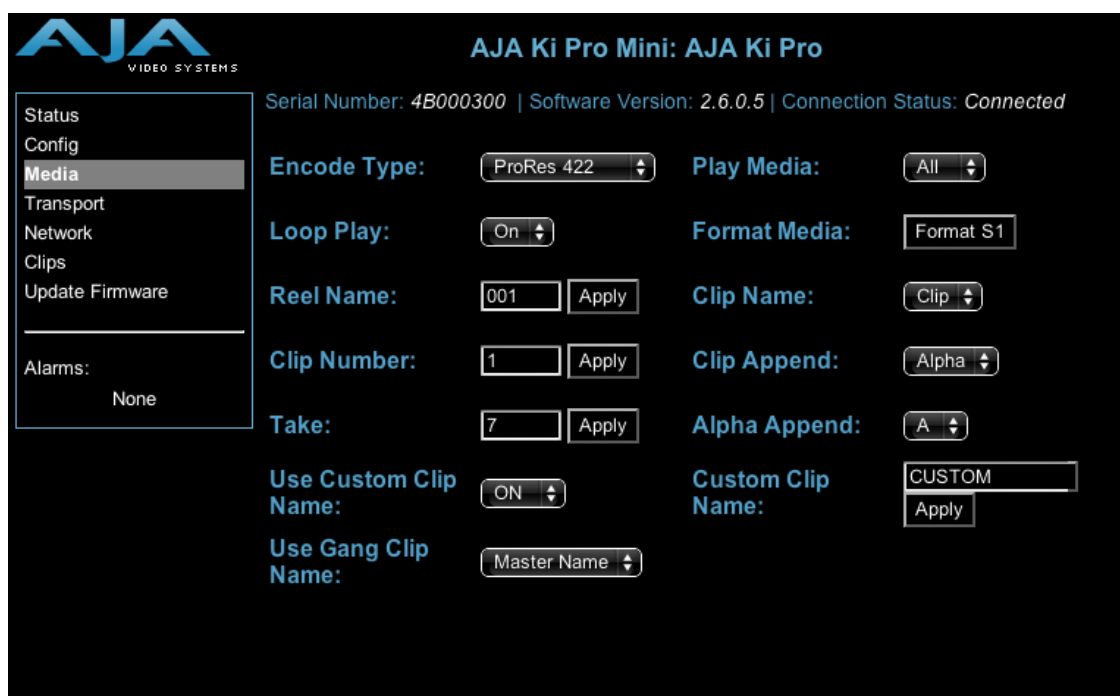 AJA
VIDEO SYSTEMS
AJA Ki Pro Mini: AJA Ki Pro
Serial Number: 4B000300 | Software Version: 2.6.0.5 | Connection Status: Connected
Status
Config
Media
Transport
Network
Clips
Update Firmware
Alarms:
None
Encode Type: ProRes 422 Play Media: All
Loop Play: On Format Media: Format S1
Reel Name: 001 Apply Clip Name: Clip
Clip Number: 1 Apply Clip Append: Alpha
Take: 7 Apply Alpha Append: A
Use Custom Clip Name: ON Custom Clip Name: CUSTOM Apply
Use Gang Clip Name: Master Name